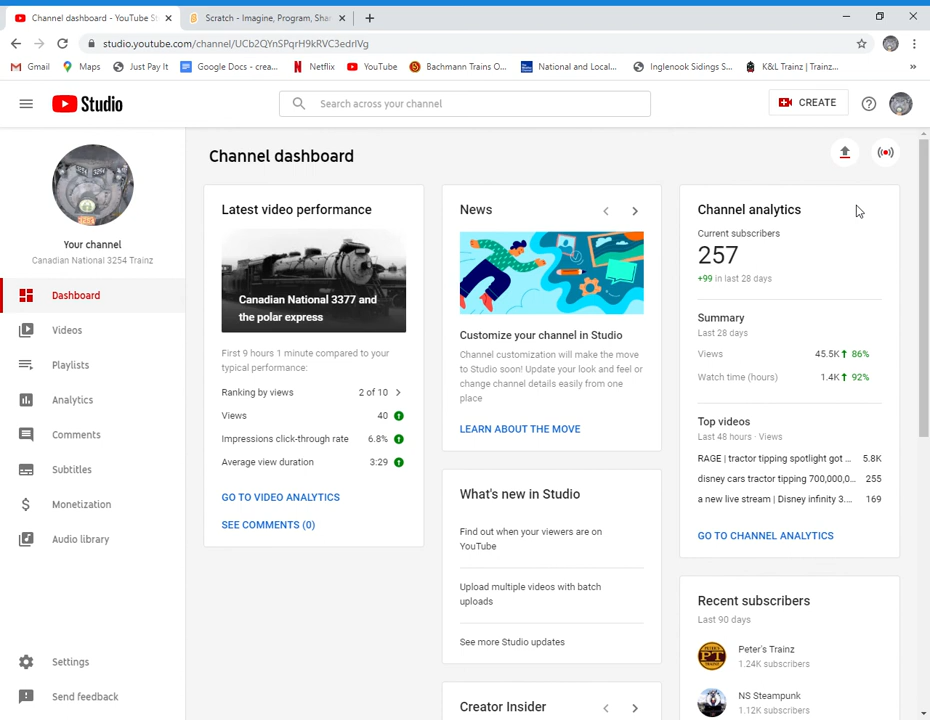 Channel dashboard - YouTube S
Scratch - Imagine, Program, Shar
studio.youtube.com/channel/UCb2QYnSPqrH9kRVC3edrIVg
Gmail
Maps
Just Pay It
Google Docs - crea...
Netflix
YouTube
Bachmann Trains O...
National and Local...
Inglenook Sidings S...
K&L Trainz | Trainz...
»
Studio
Search across your channel
CREATE
Your channel
Canadian National 3254 Trainz
Dashboard
Videos
Playlists
Analytics
Comments
Subtitles
Monetization
Audio library
Settings
Send feedback
Channel dashboard
Latest video performance
Canadian National 3377 and
the polar express
First 9 hours 1 minute compared to your
typical performance:
Ranking by views 2 of 10
Views 40
Impressions click-through rate 6.8%
Average view duration 3:29
GO TO VIDEO ANALYTICS
SEE COMMENTS (0)
News
Customize your channel in Studio
Channel customization will make the move
to Studio soon! Update your look and feel or
change channel details easily from one
place
LEARN ABOUT THE MOVE
What's new in Studio
Find out when your viewers are on
YouTube
Upload multiple videos with batch
uploads
See more Studio updates
Creator Insider
Channel analytics
Current subscribers
257
+99 in last 28 days
Summary
Last 28 days
Views 45.5K 86%
Watch time (hours) 1.4K 92%
Top videos
Last 48 hours · Views
RAGE | tractor tipping spotlight got ... 5.8K
disney cars tractor tipping 700,000,0... 255
a new live stream | Disney infinity 3.... 169
GO TO CHANNEL ANALYTICS
Recent subscribers
Last 90 days
Peter's Trainz
1.24K subscribers
NS Steampunk
1.12K subscribers